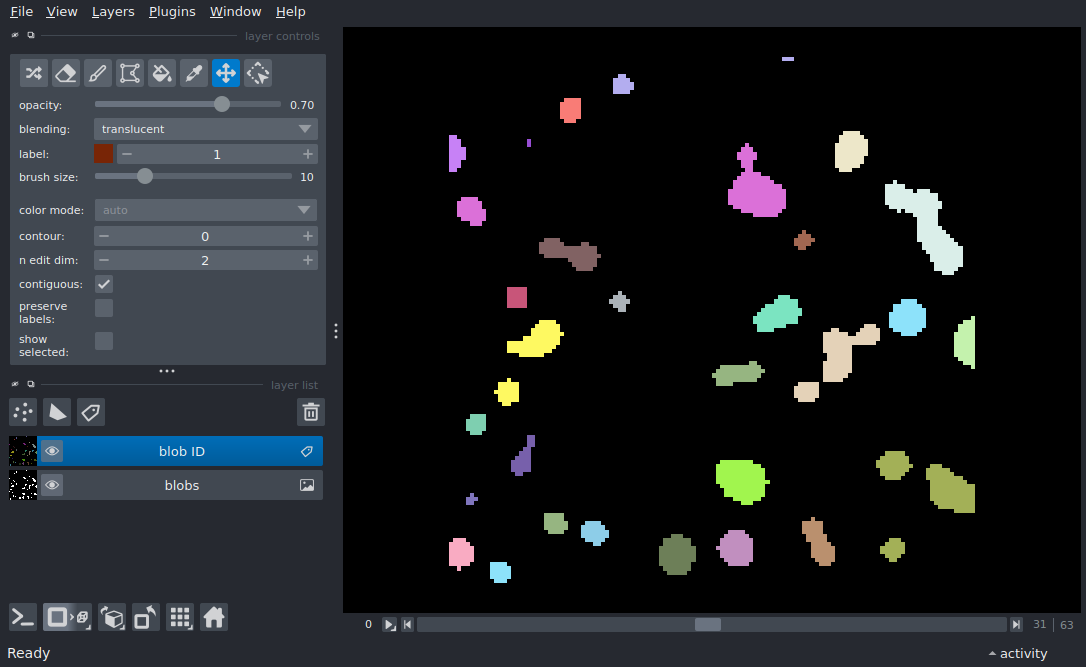 File View Layers Plugins Window Help
layer controls
opacity: 0.70
blending: translucent
label: 1
brush size: 10
color mode: auto
contour: 0
n edit dim: 2
contiguous:
preserve
labels:
show
selected:
layer list
blob ID
blobs
0 31 63
Ready activity